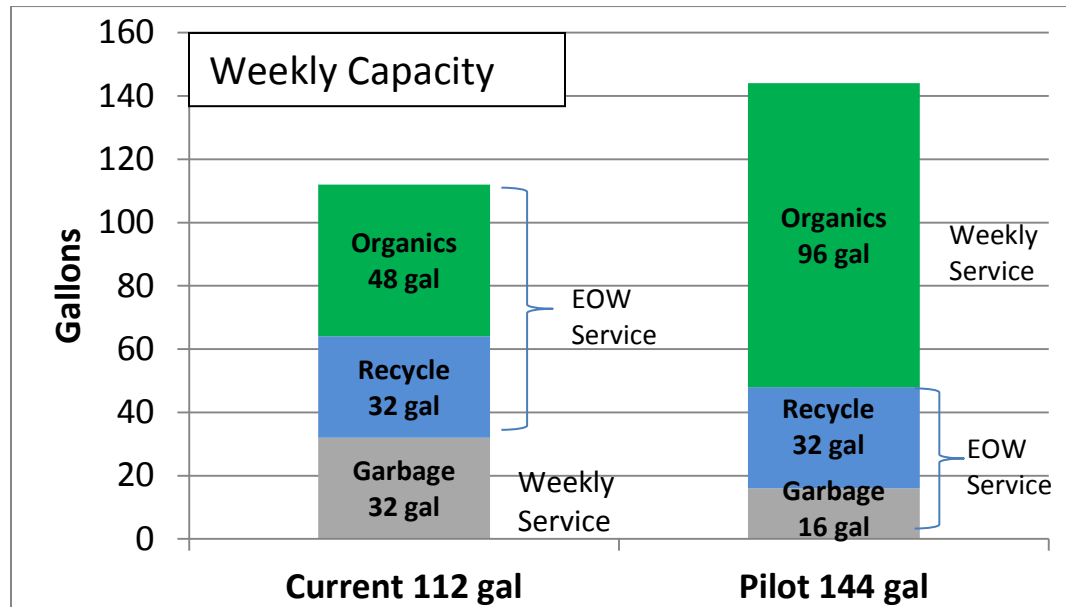 Weekly Capacity
Gallons
160
140
120
100
80
60
40
20
0
Organics
48 gal
Recycle
32 gal
Garbage
32 gal
EOW
Service
Weekly
Service
Organics
96 gal
Recycle
32 gal
Garbage
16 gal
Weekly
Service
EOW
Service
Current 112 gal
Pilot 144 gal